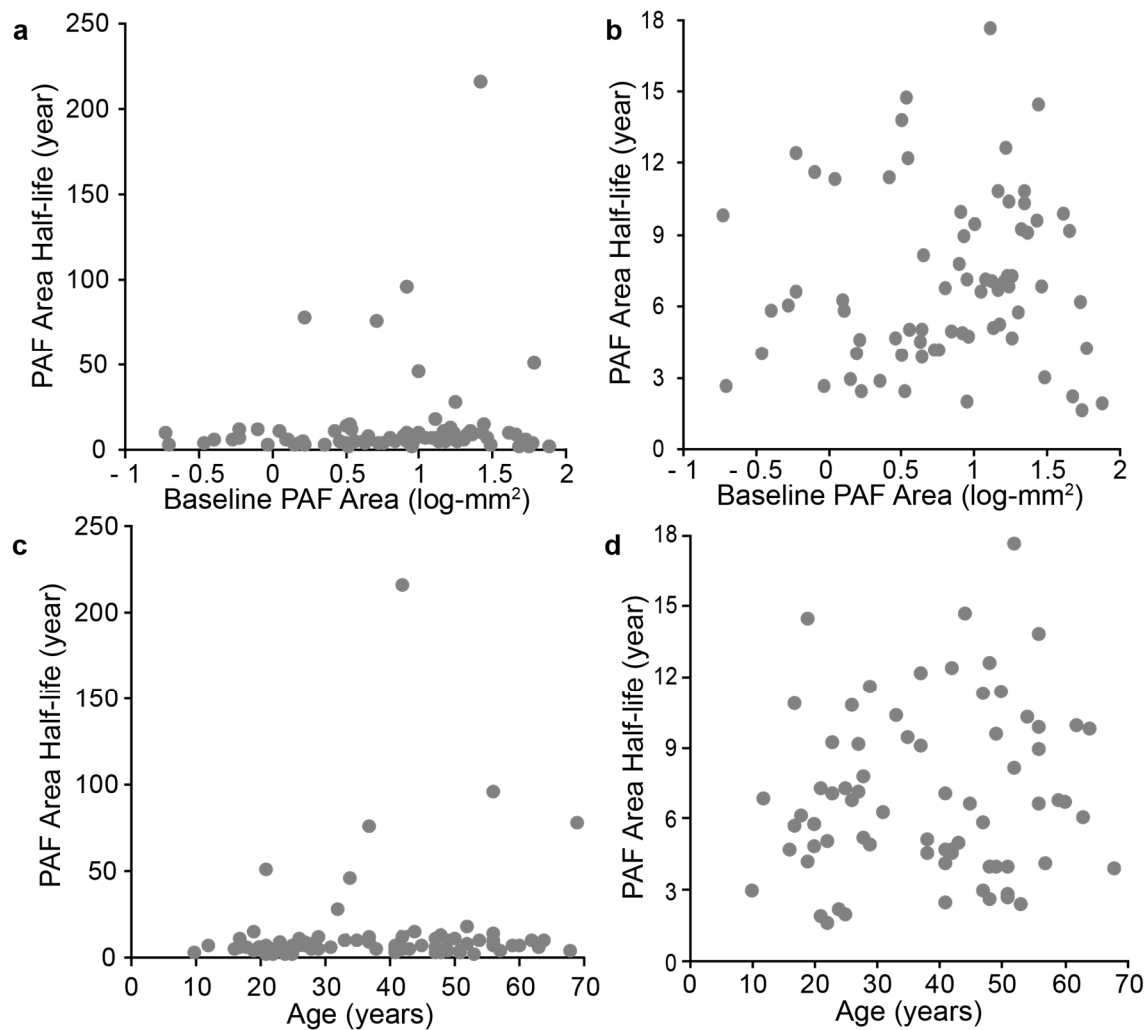 a
250
200
150
100
50
0
PAF Area Half-life (year)
-1 - 0.5 0 0.5 1 1.5 2
Baseline PAF Area (log-mm²)
b
18
15
12
9
6
3
0
PAF Area Half-life (year)
-1 - 0.5 0 0.5 1 1.5 2
Baseline PAF Area (log-mm²)
c
250
200
150
100
50
0
PAF Area Half-life (year)
0 10 20 30 40 50 60 70
Age (years)
d
18
15
12
9
6
3
0
PAF Area Half-life (year)
0 10 20 30 40 50 60 70
Age (years)